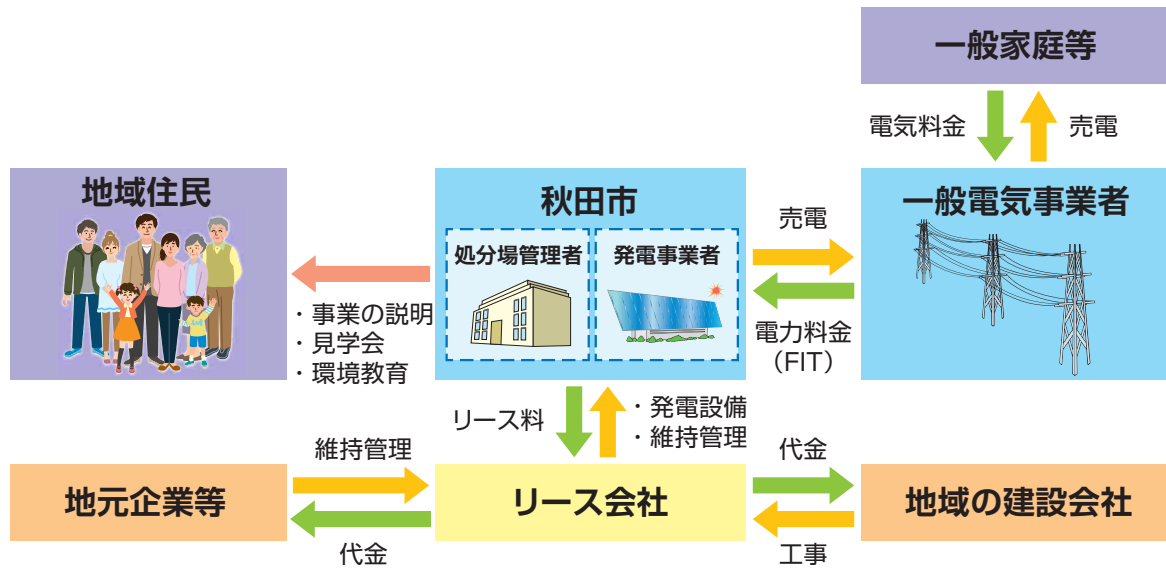 一般家庭等
電気料金
売電
地域住民
秋田市
処分場管理者
発電事業者
売電
電力料金
（FIT）
一般電気事業者
・事業の説明
・見学会
・環境教育
リース料
・発電設備
・維持管理
地元企業等
維持管理
代金
リース会社
代金
工事
地域の建設会社